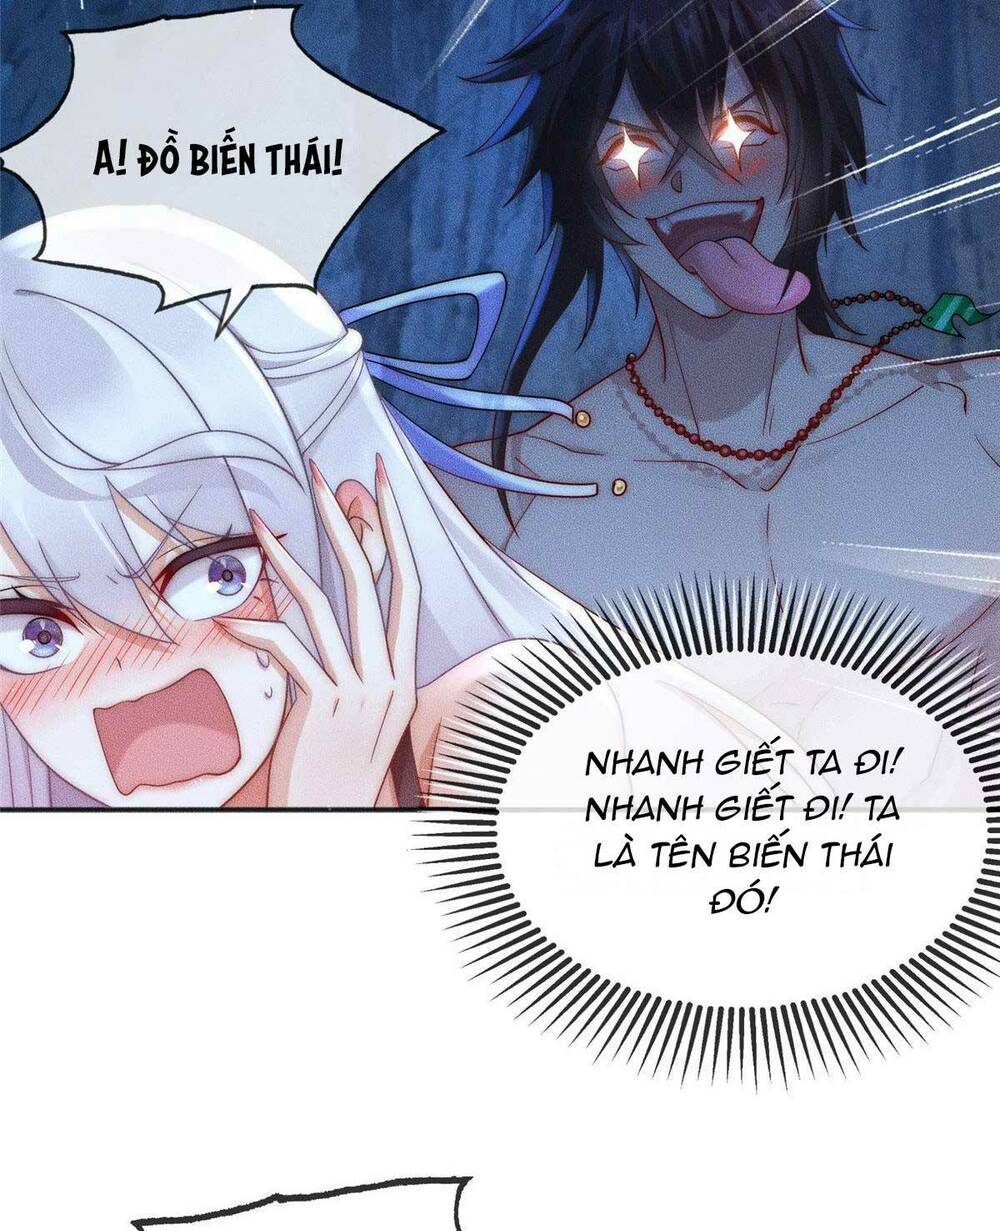 A! ĐỒ BIẾN THÁI!
NHANH GIẾT TA ĐI!
NHANH GIẾT ĐI! TA
LÀ TÊN BIẾN THÁI
ĐÓ!